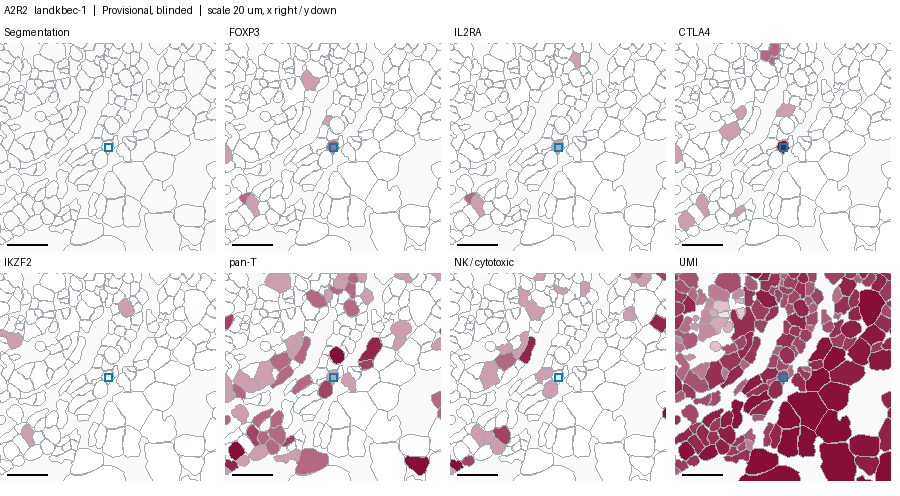 A2R2 landkbec-1 | Provisional, blinded | scale 20 um, x right / y down
Segmentation FOXP3 IL2RA CTLA4
IKZF2 pan-T NK / cytotoxic UMI